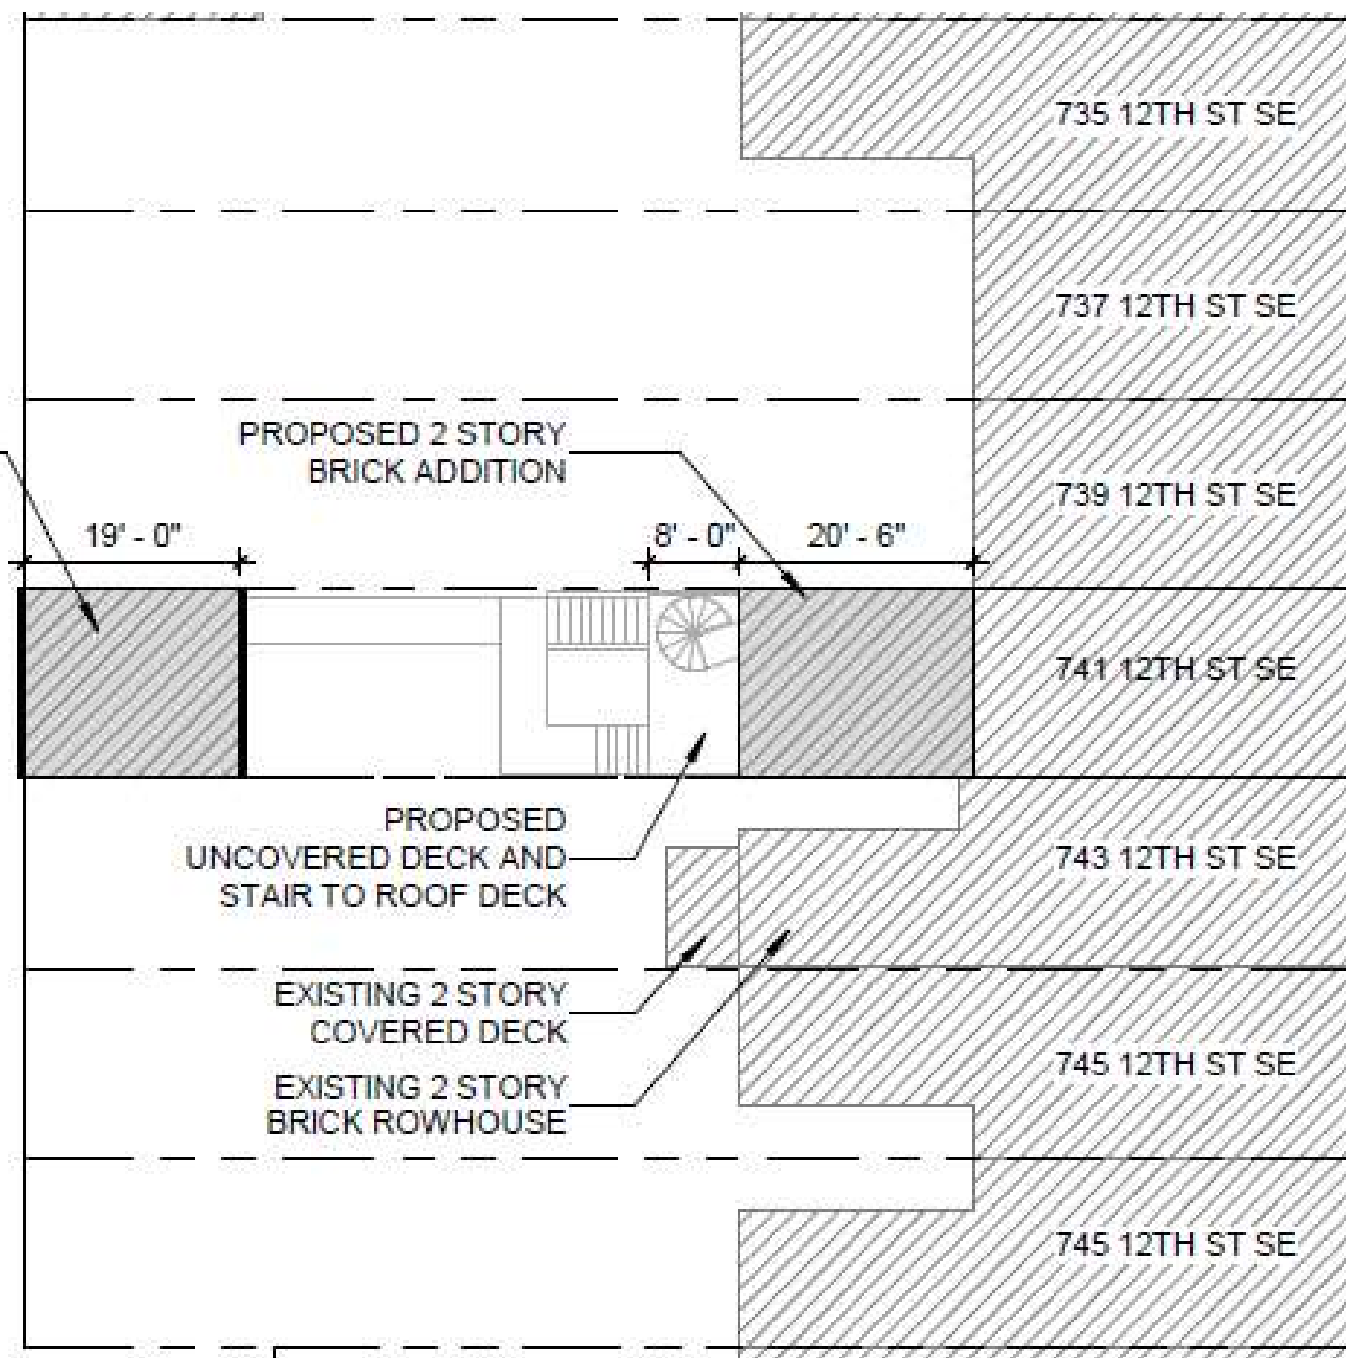 735 12TH ST SE
737 12TH ST SE
PROPOSED 2 STORY
BRICK ADDITION
739 12TH ST SE
19' - 0"
8' - 0"
20' - 6"
741 12TH ST SE
PROPOSED
UNCOVERED DECK AND
STAIR TO ROOF DECK
743 12TH ST SE
EXISTING 2 STORY
COVERED DECK
EXISTING 2 STORY
BRICK ROWHOUSE
745 12TH ST SE
745 12TH ST SE